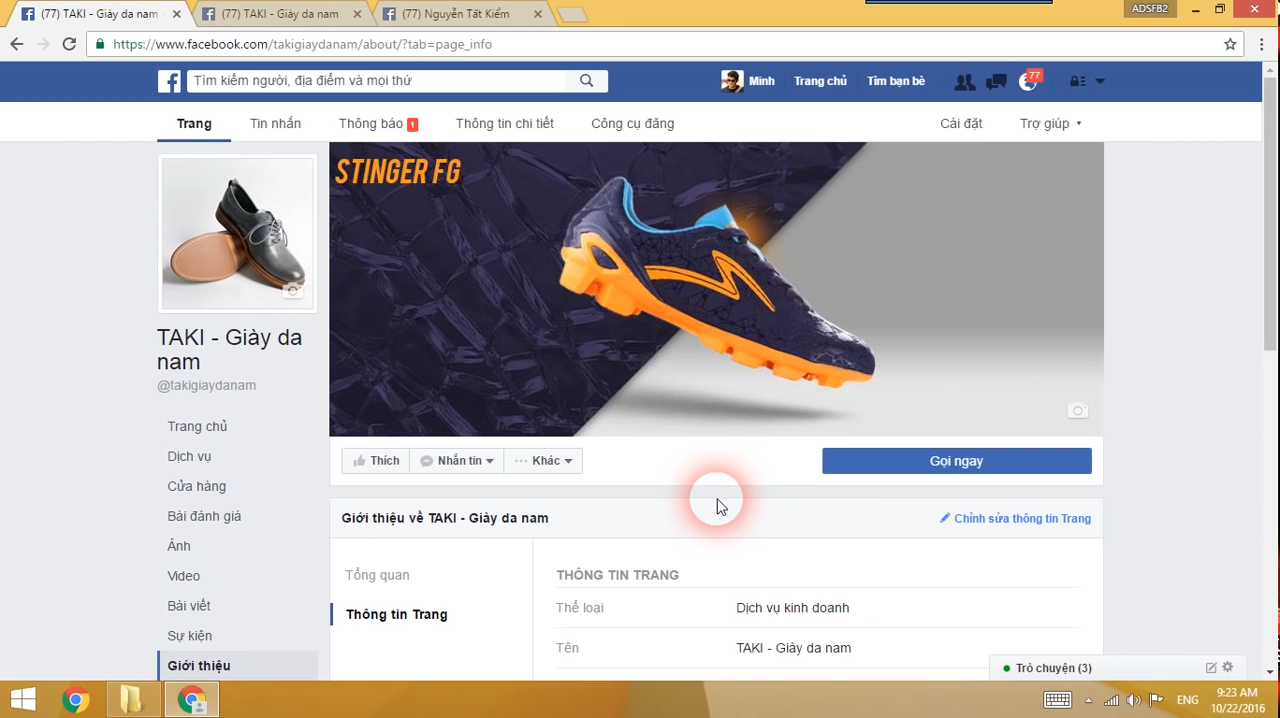 (77) TAKI - Giày da nam
(77) TAKI - Giày da nam
(77) Nguyễn Tất Kiểm
ADSFB2
https://www.facebook.com/takigiaydanam/about/?tab=page_info
Tìm kiếm người, địa điểm và mọi thứ
Minh
Trang chủ
Tìm bạn bè
77
Trang
Tin nhắn
Thông báo 1
Thông tin chi tiết
Công cụ đăng
Cài đặt
Trợ giúp
STINGER FG
TAKI - Giày da
nam
@takigiaydanam
Trang chủ
Dịch vụ
Cửa hàng
Bài đánh giá
Ảnh
Video
Bài viết
Sự kiện
Giới thiệu
Thích
Nhắn tin
Khác
Gọi ngay
Giới thiệu về TAKI - Giày da nam
Chỉnh sửa thông tin Trang
Tổng quan
Thông tin Trang
THÔNG TIN TRANG
Thể loại
Dịch vụ kinh doanh
Tên
TAKI - Giày da nam
Trò chuyện (3)
ENG
9:23 AM
10/22/2016